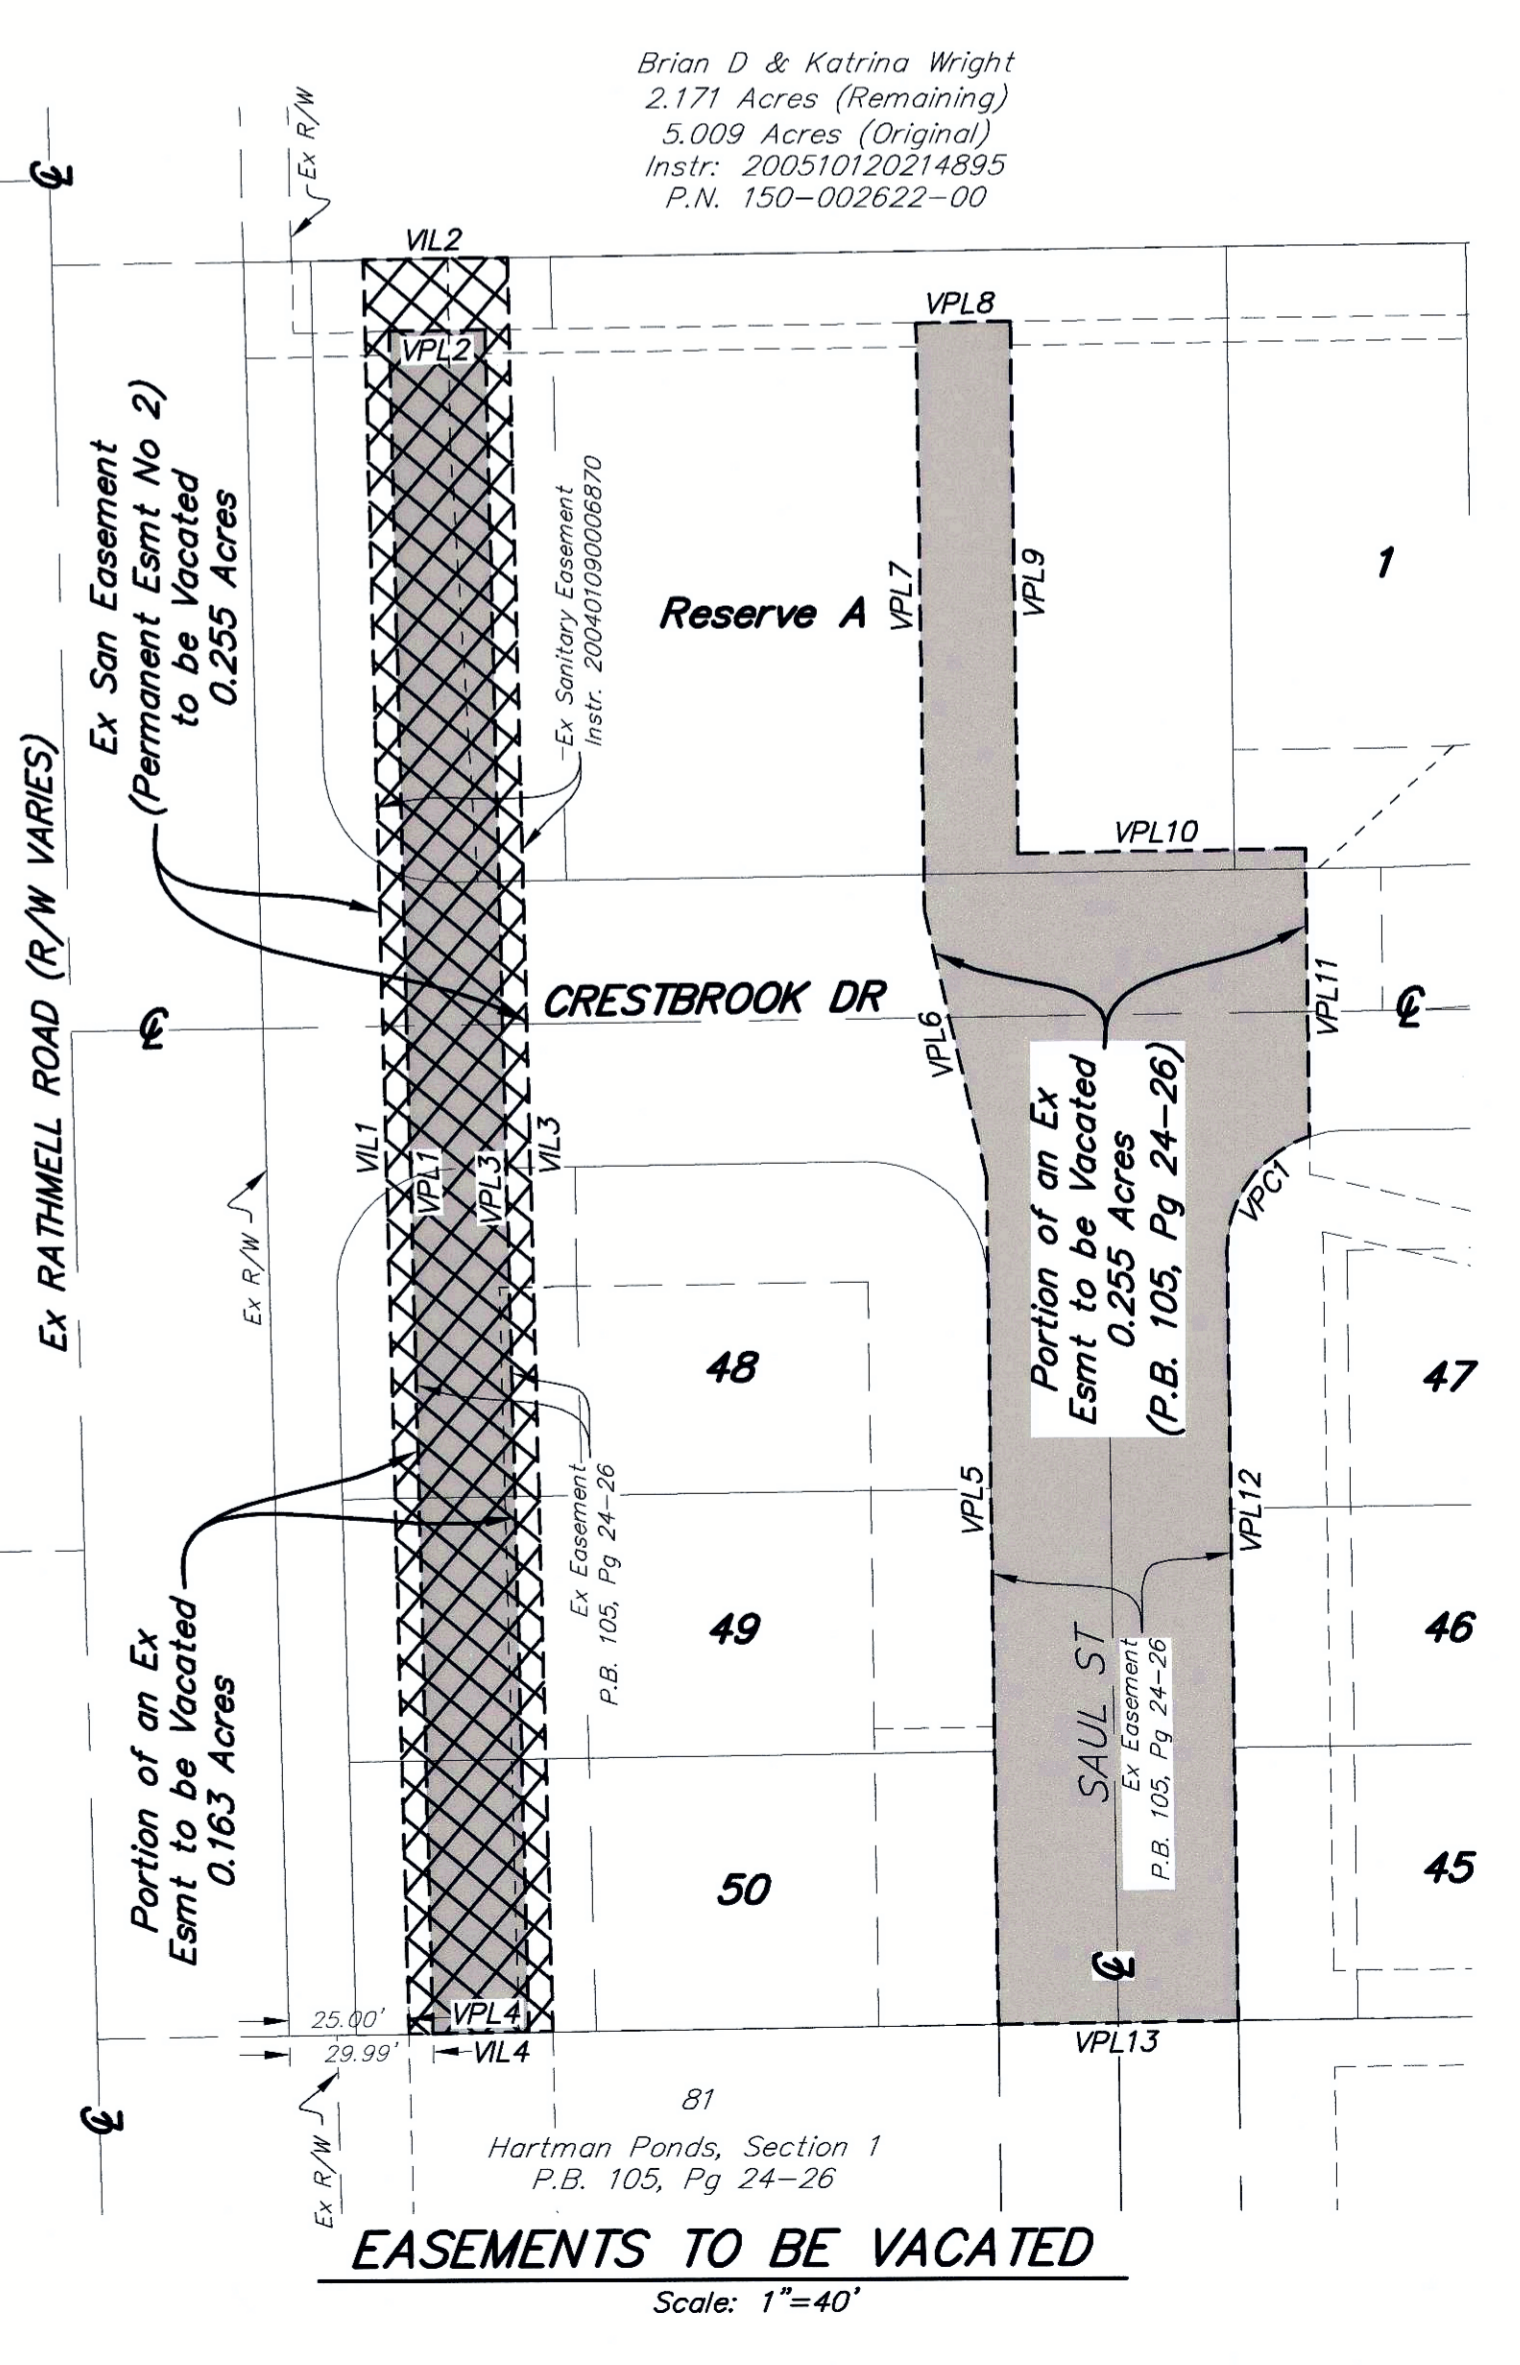 Brian D & Katrina Wright
2.171 Acres (Remaining)
5.009 Acres (Original)
Instr: 200510120214895
P.N. 150-002622-00
Ex R/W
℄
VIL2
VPL8
VPL2
Ex San Easement
(Permanent Esmt No 2)
to be Vacated
0.255 Acres
Ex Sanitary Easement
Instr. 200401090006870
Reserve A
VPL7
VPL9
1
VPL10
Ex RATHMELL ROAD (R/W VARIES)
℄
CRESTBROOK DR
VPL6
VPL11
℄
Portion of an Ex
Esmt to be Vacated
0.255 Acres
(P.B. 105, Pg 24-26)
VIL1
VPL1
VPL3
VIL3
VPC1
Ex R/W
48
47
Ex Easement
P.B. 105, Pg 24-26
VPL5
VPL12
Portion of an Ex
Esmt to be Vacated
0.163 Acres
49
46
SAUL ST
Ex Easement
P.B. 105, Pg 24-26
50
45
℄
25.00'
VPL4
29.99'
VIL4
VPL13
℄
Ex R/W
81
Hartman Ponds, Section 1
P.B. 105, Pg 24-26
EASEMENTS TO BE VACATED
Scale: 1"=40'